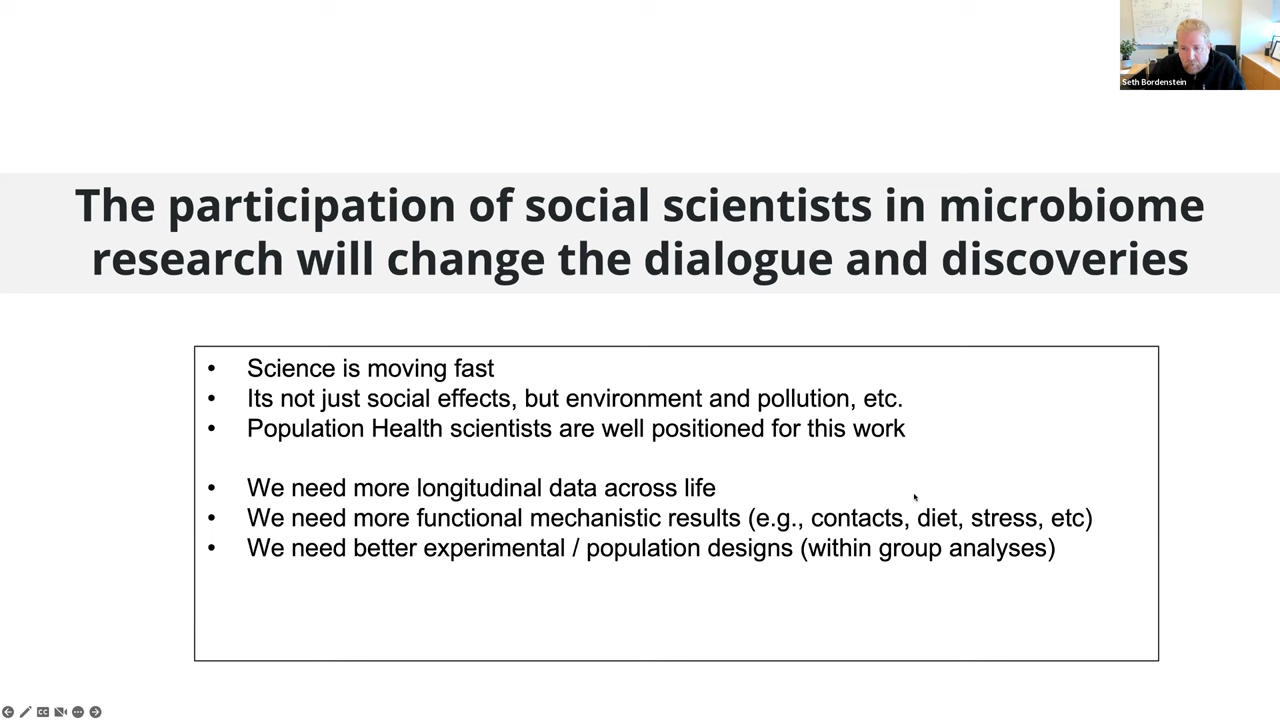 Seth Bordenstein
The participation of social scientists in microbiome
research will change the dialogue and discoveries
• Science is moving fast
• Its not just social effects, but environment and pollution, etc.
• Population Health scientists are well positioned for this work
• We need more longitudinal data across life
• We need more functional mechanistic results (e.g., contacts, diet, stress, etc)
• We need better experimental / population designs (within group analyses)
CC